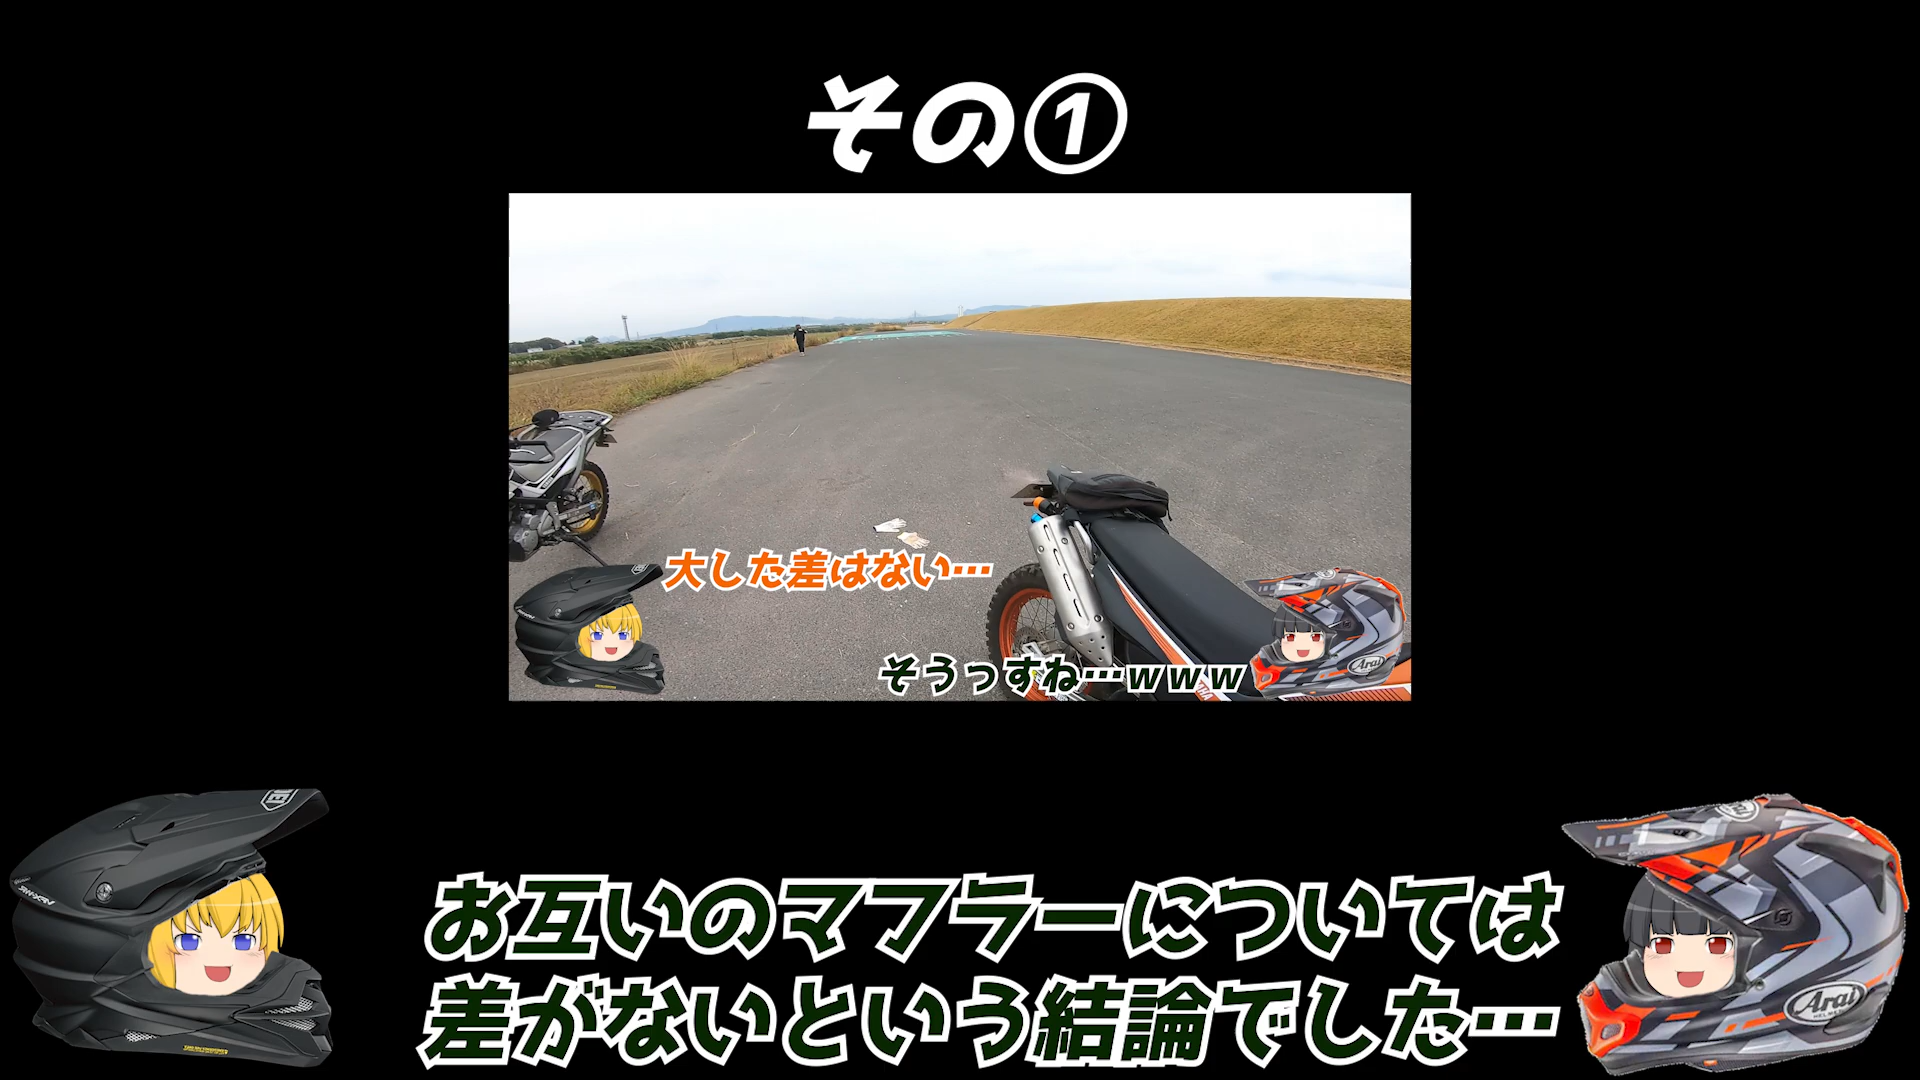 その①
大した差はない…
そうっすね…www
Arai
お互いのマフラーについては
差がないという結論でした…
Arai